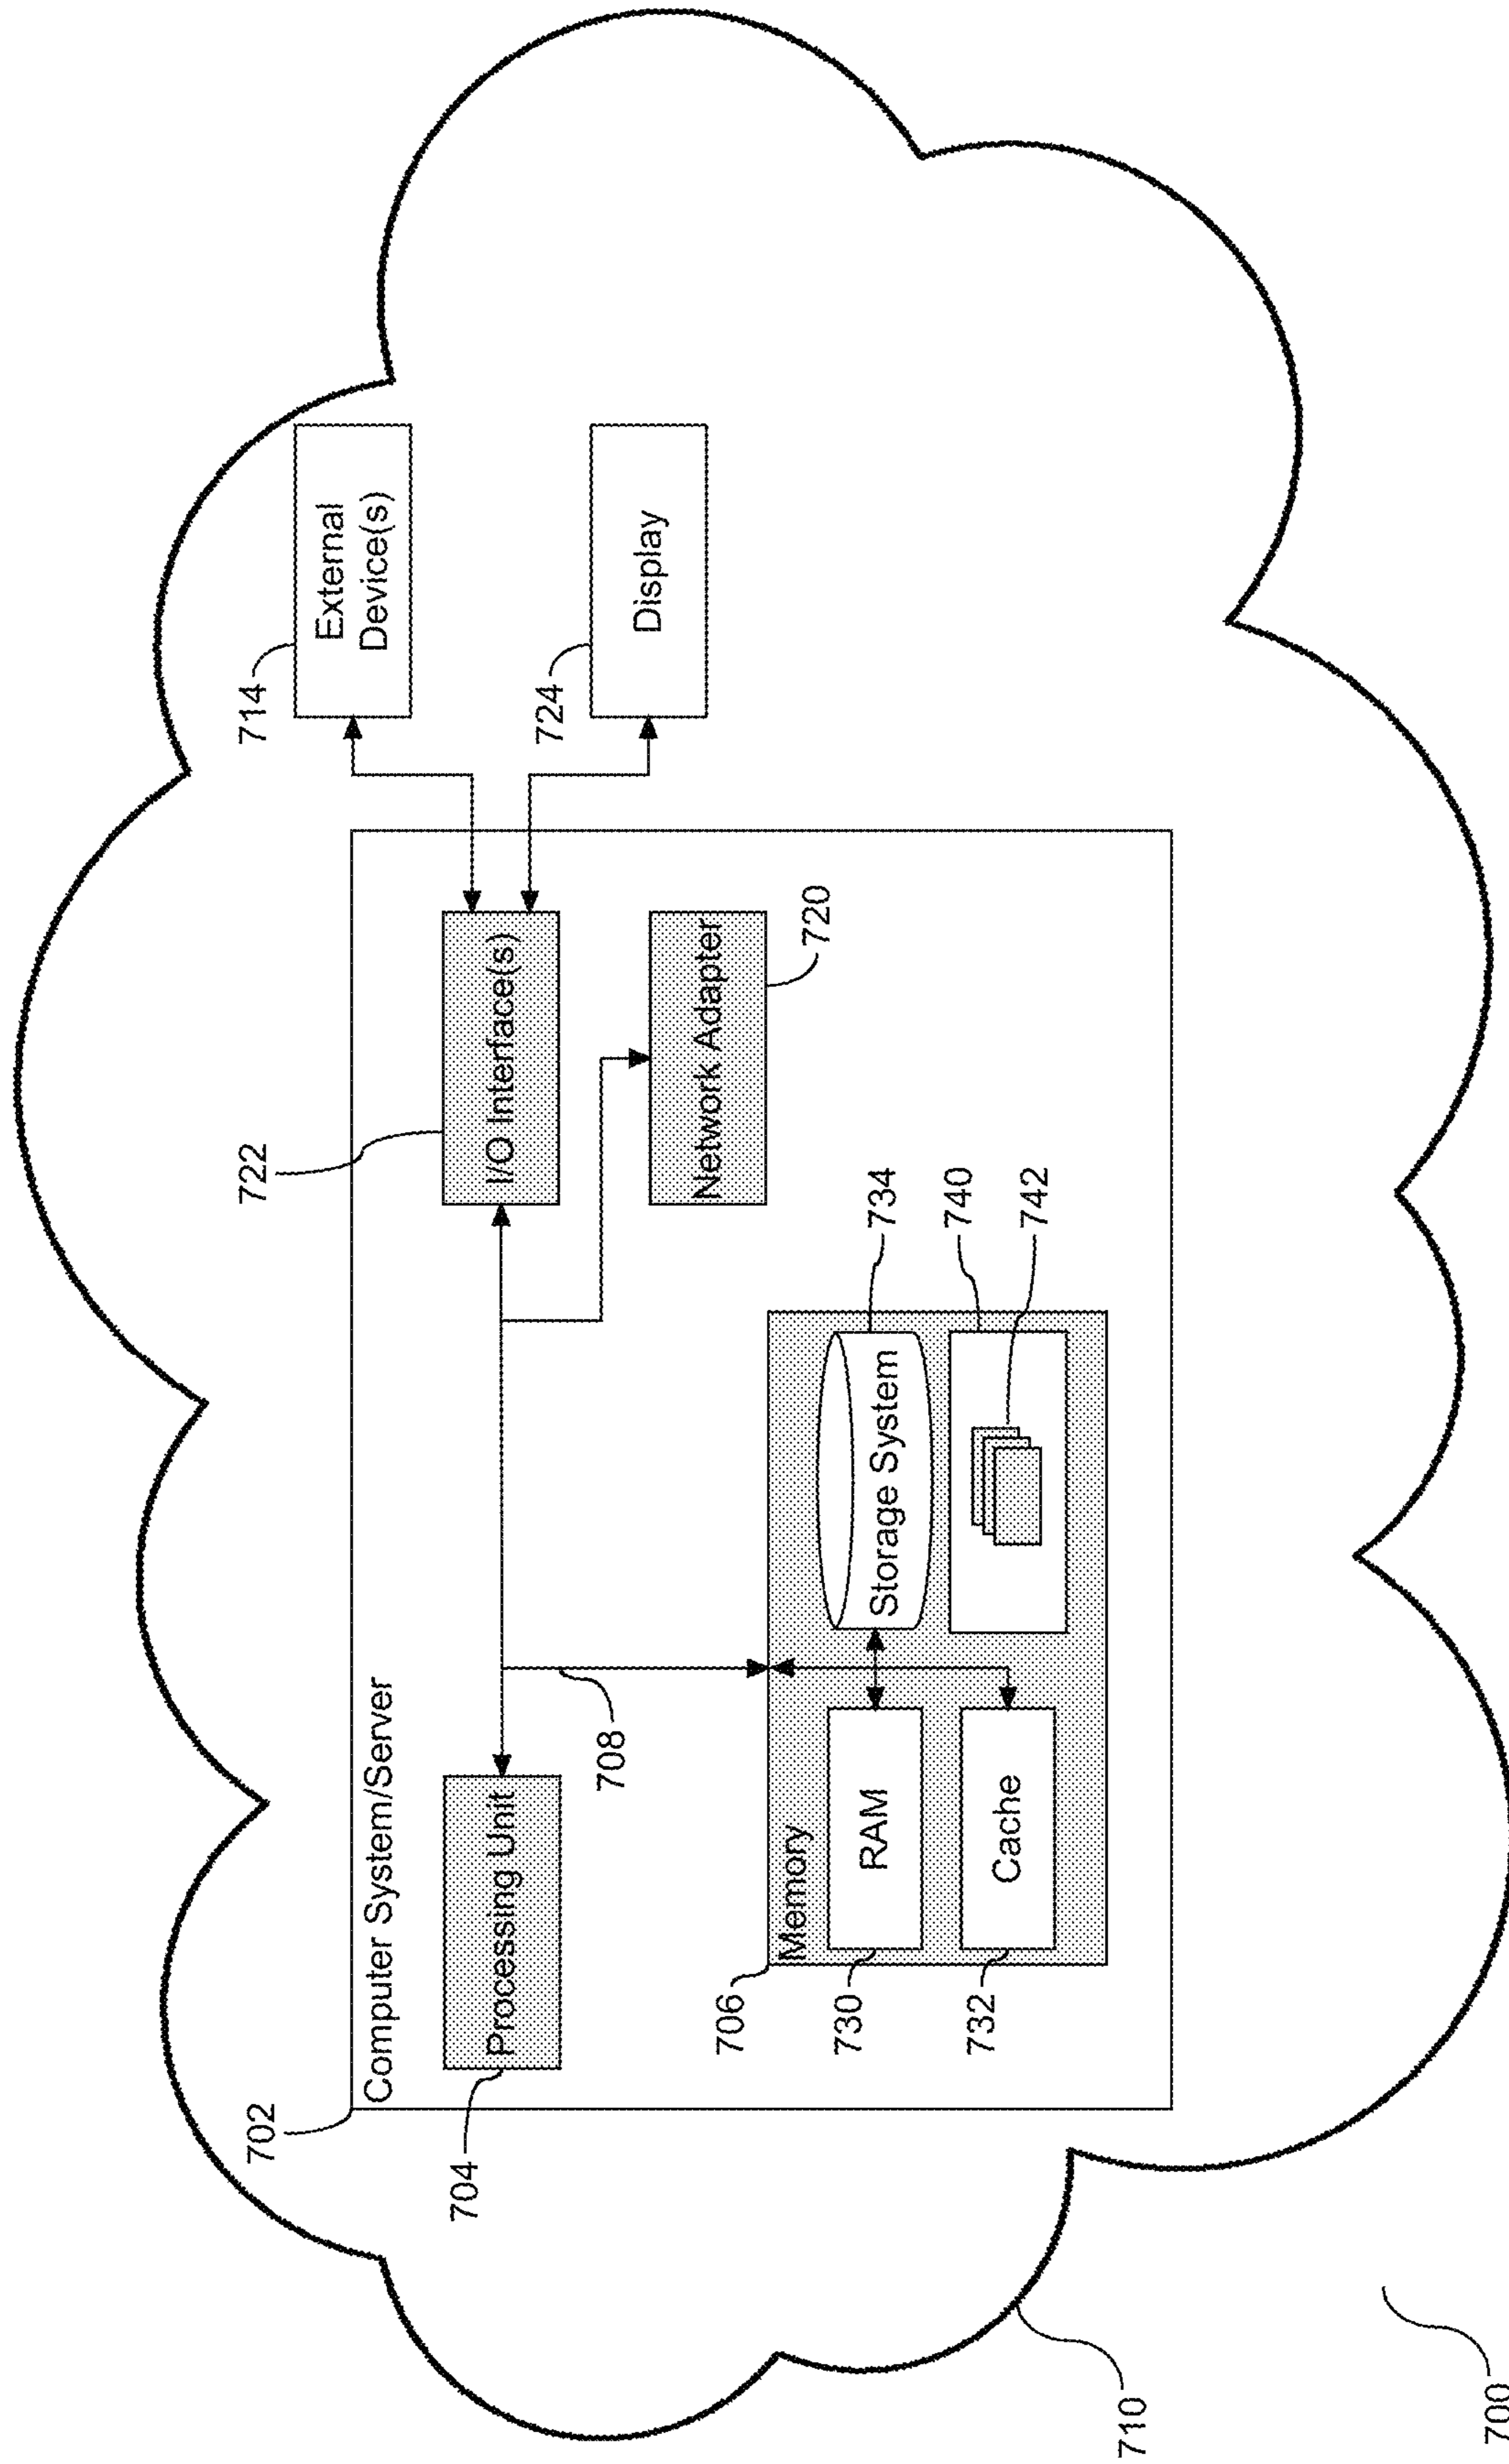 702
Computer System/Server
704
Processing Unit
708
722
I/O Interface(s)
714
External
Device(s)
724
Display
Network Adapter
720
706
Memory
730
RAM
732
Cache
Storage System
734
740
742
710
700